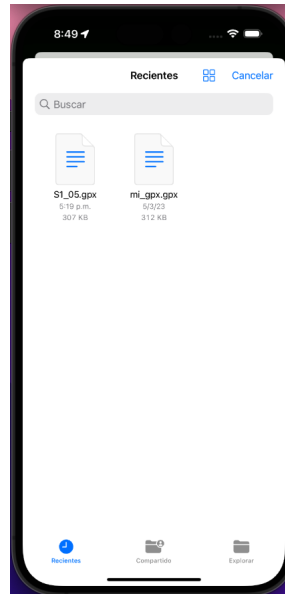 8:49
Recientes
Cancelar
Buscar
S1_05.gpx
5:19 p.m.
307 KB
mi_gpx.gpx
5/3/23
312 KB
Recientes
Compartido
Explorar